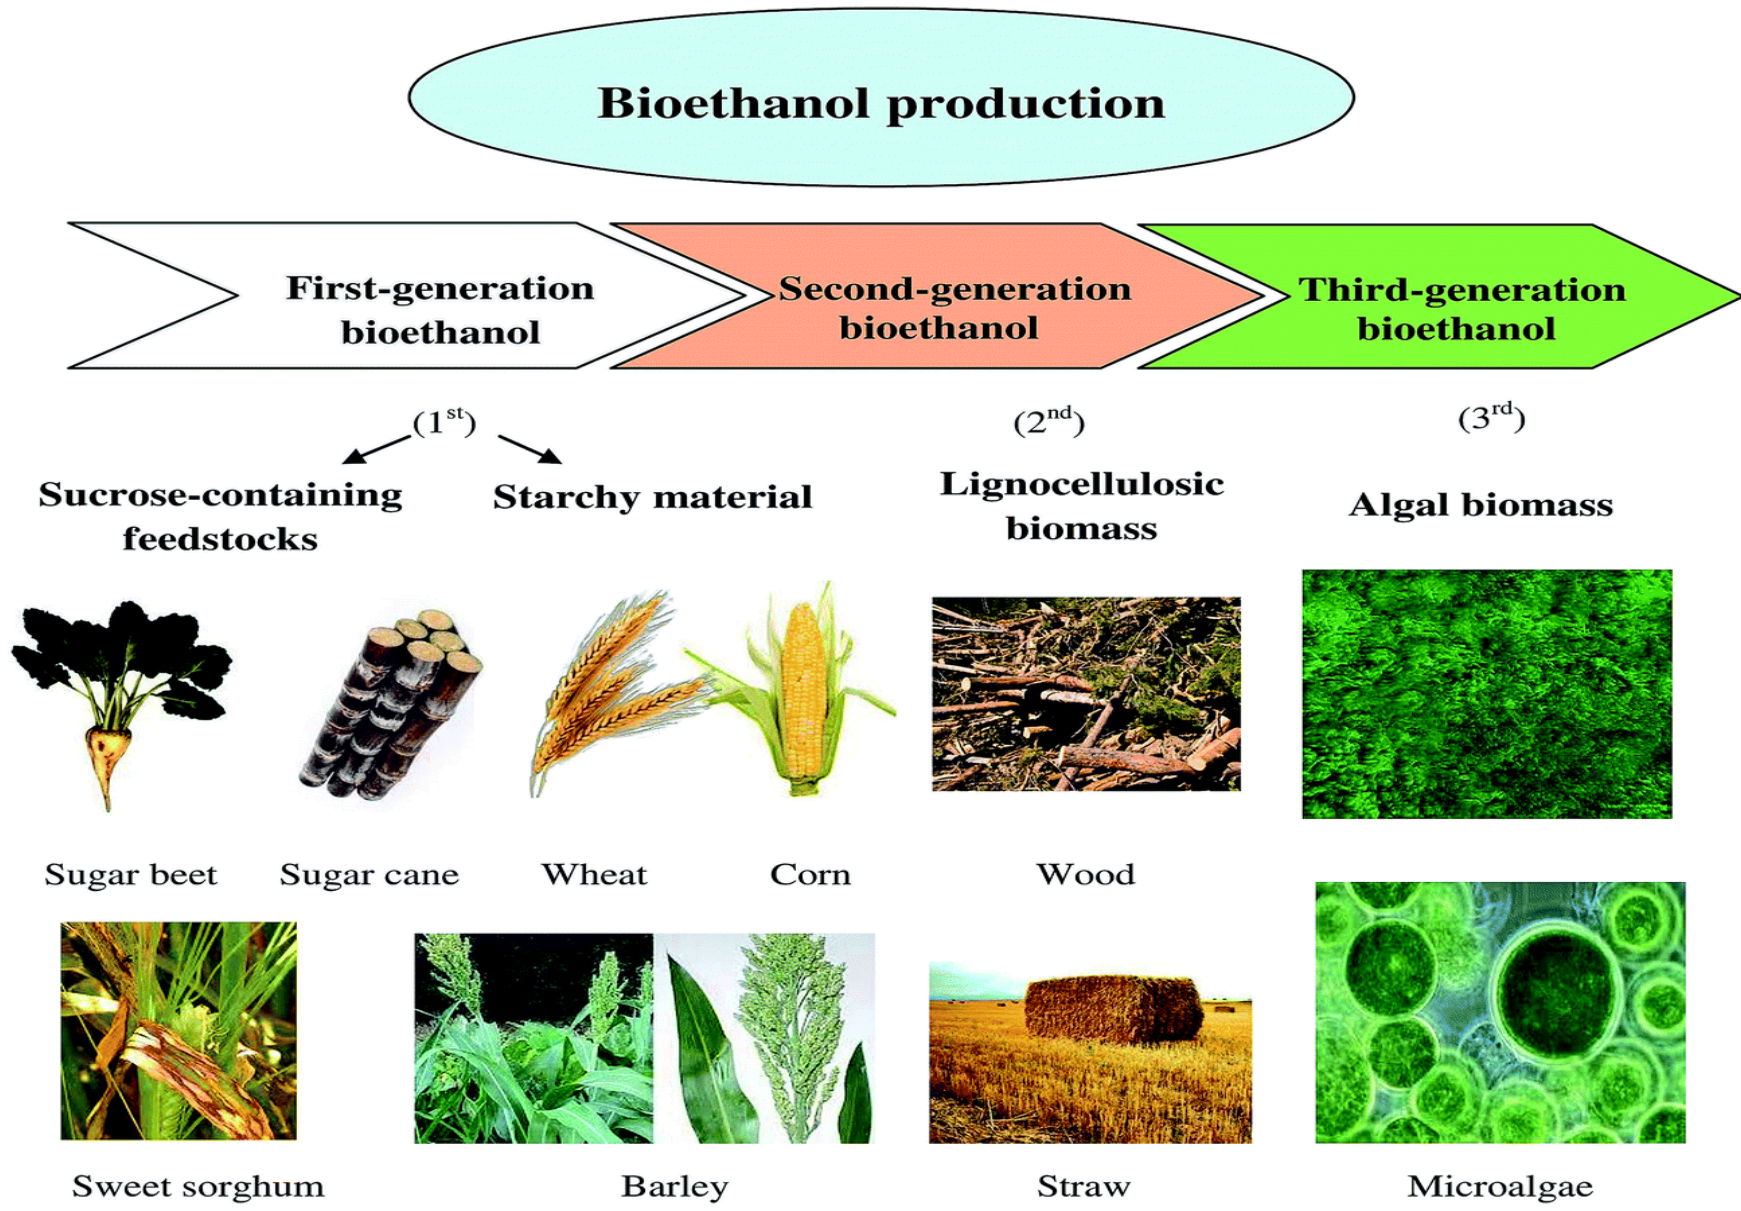 Bioethanol production
First-generation
bioethanol
Second-generation
bioethanol
Third-generation
bioethanol
(1st)
(2nd)
(3rd)
Sucrose-containing
feedstocks
Starchy material
Lignocellulosic
biomass
Algal biomass
Sugar beet
Sugar cane
Wheat
Corn
Wood
Sweet sorghum
Barley
Straw
Microalgae